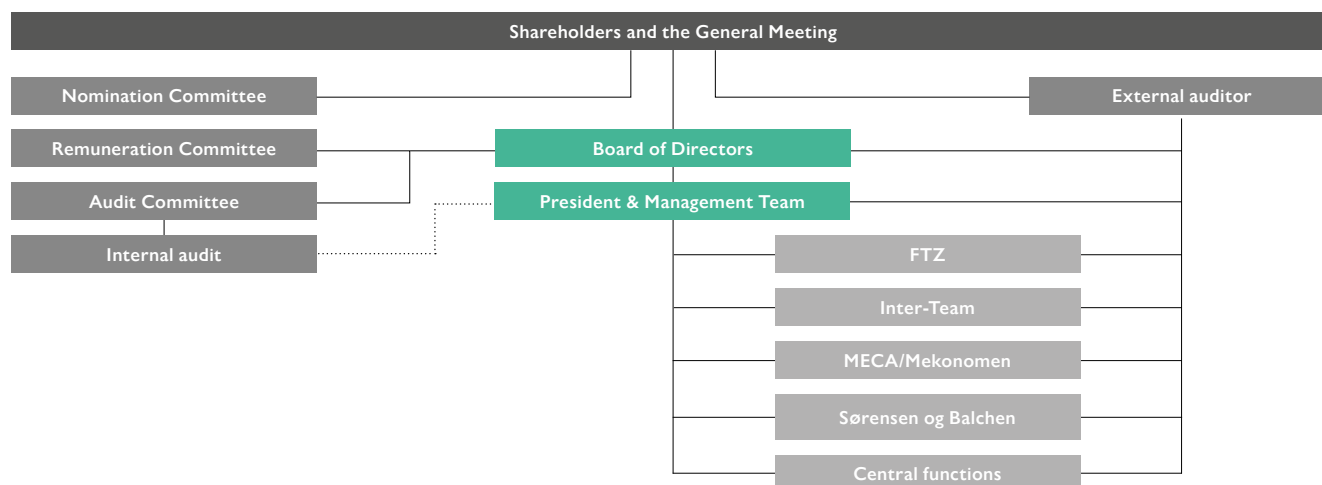 Shareholders and the General Meeting
Nomination Committee
External auditor
Remuneration Committee
Board of Directors
Audit Committee
President & Management Team
Internal audit
FTZ
Inter-Team
MECA/Mekonomen
Sørensen og Balchen
Central functions